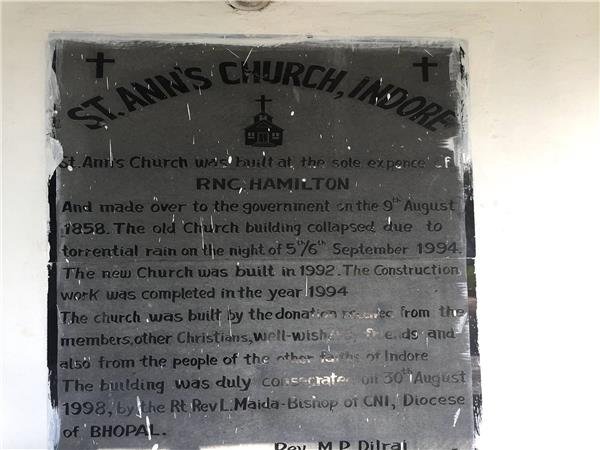 ST. ANN'S CHURCH, INDORE
St. Ann's Church was built at the sole expence of
RNC. HAMILTON
And made over to the government on the 9th August
1858. The old Church building collapsed due to
torrential rain on the night of 5th/6th September 1994.
The new Church was built in 1992. The Construction
work was completed in the year 1994
The church was built by the donation from the
members, other Christians, well-wishers, friends and
also from the people of the other faiths of Indore
The building was duly consecrated on 30th August
1998, by the Rt Rev L. Maida-Bishop of CNI, Diocese
of BHOPAL.
Rev. M.P. Dilraj